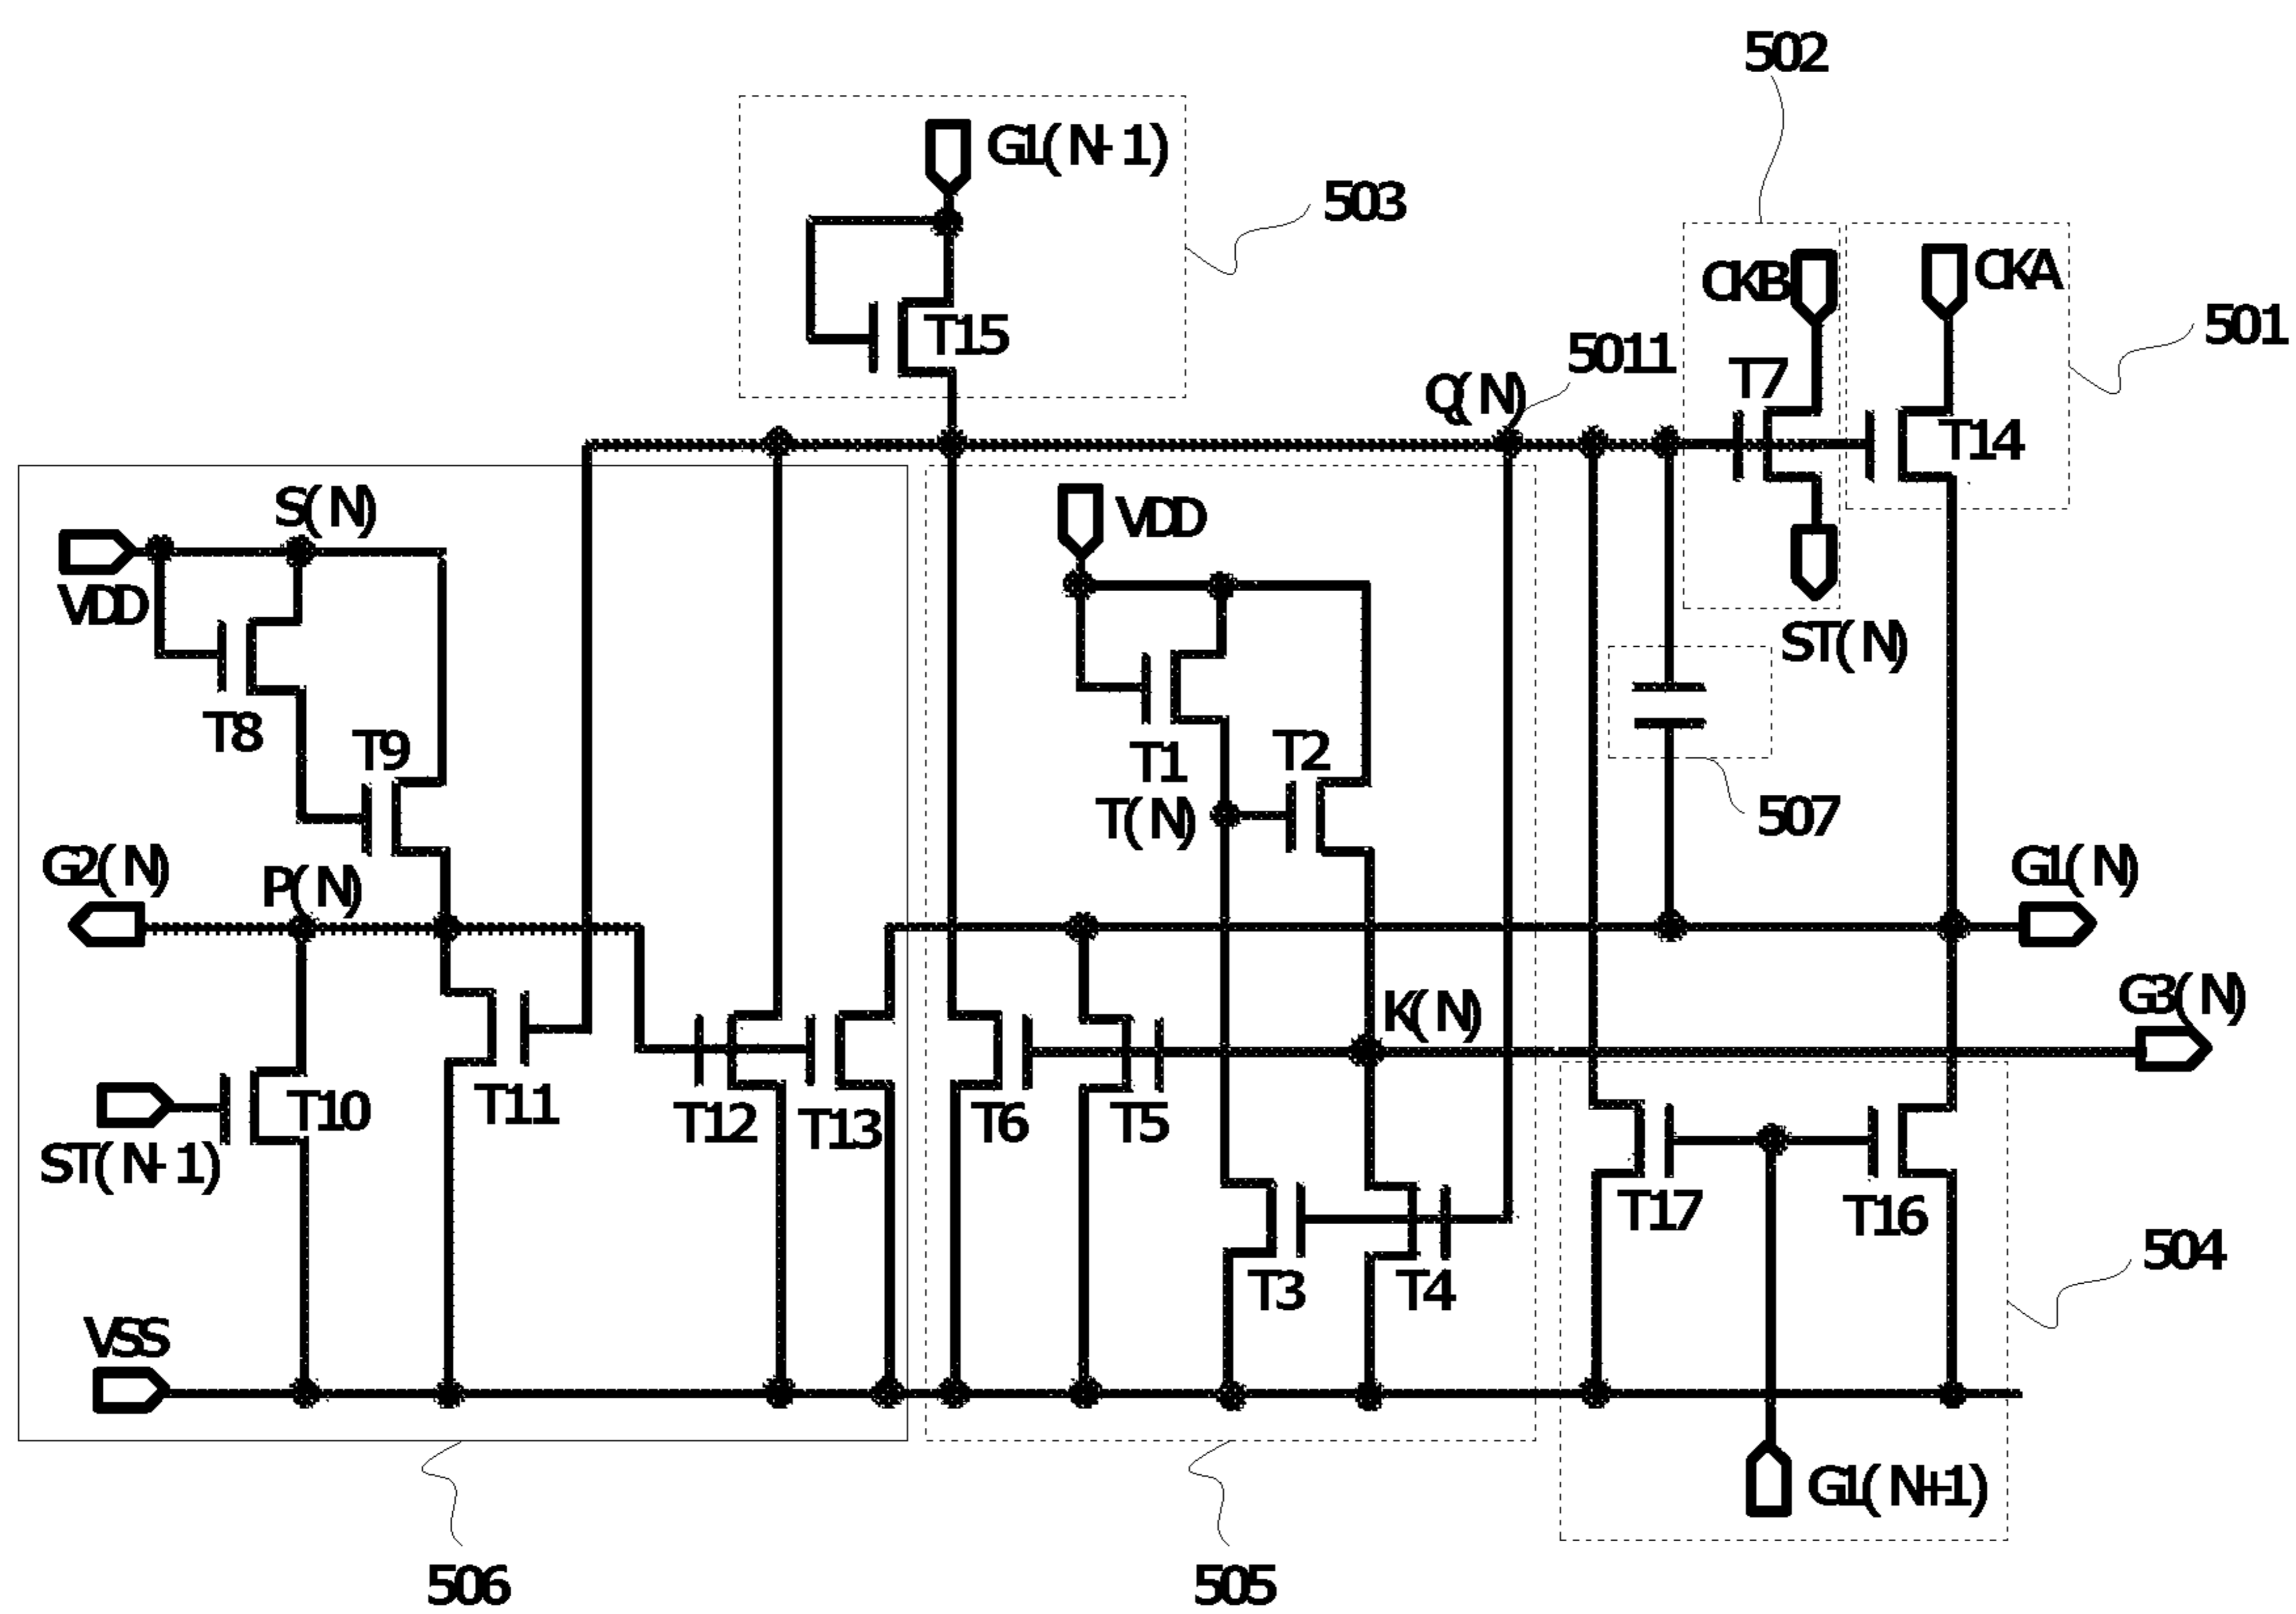 502
G1(N-1)
503
CKB
CKA
501
T15
5011
Q(N)
T7
T14
S(N)
VDD
VDD
ST(N)
T8
T9
T1
T2
T(N)
507
G2(N)
P(N)
G1(N)
K(N)
G3(N)
T10
T11
T12
T13
T6
T5
ST(N-1)
T17
T16
T3
T4
504
VSS
G1(N+1)
506
505